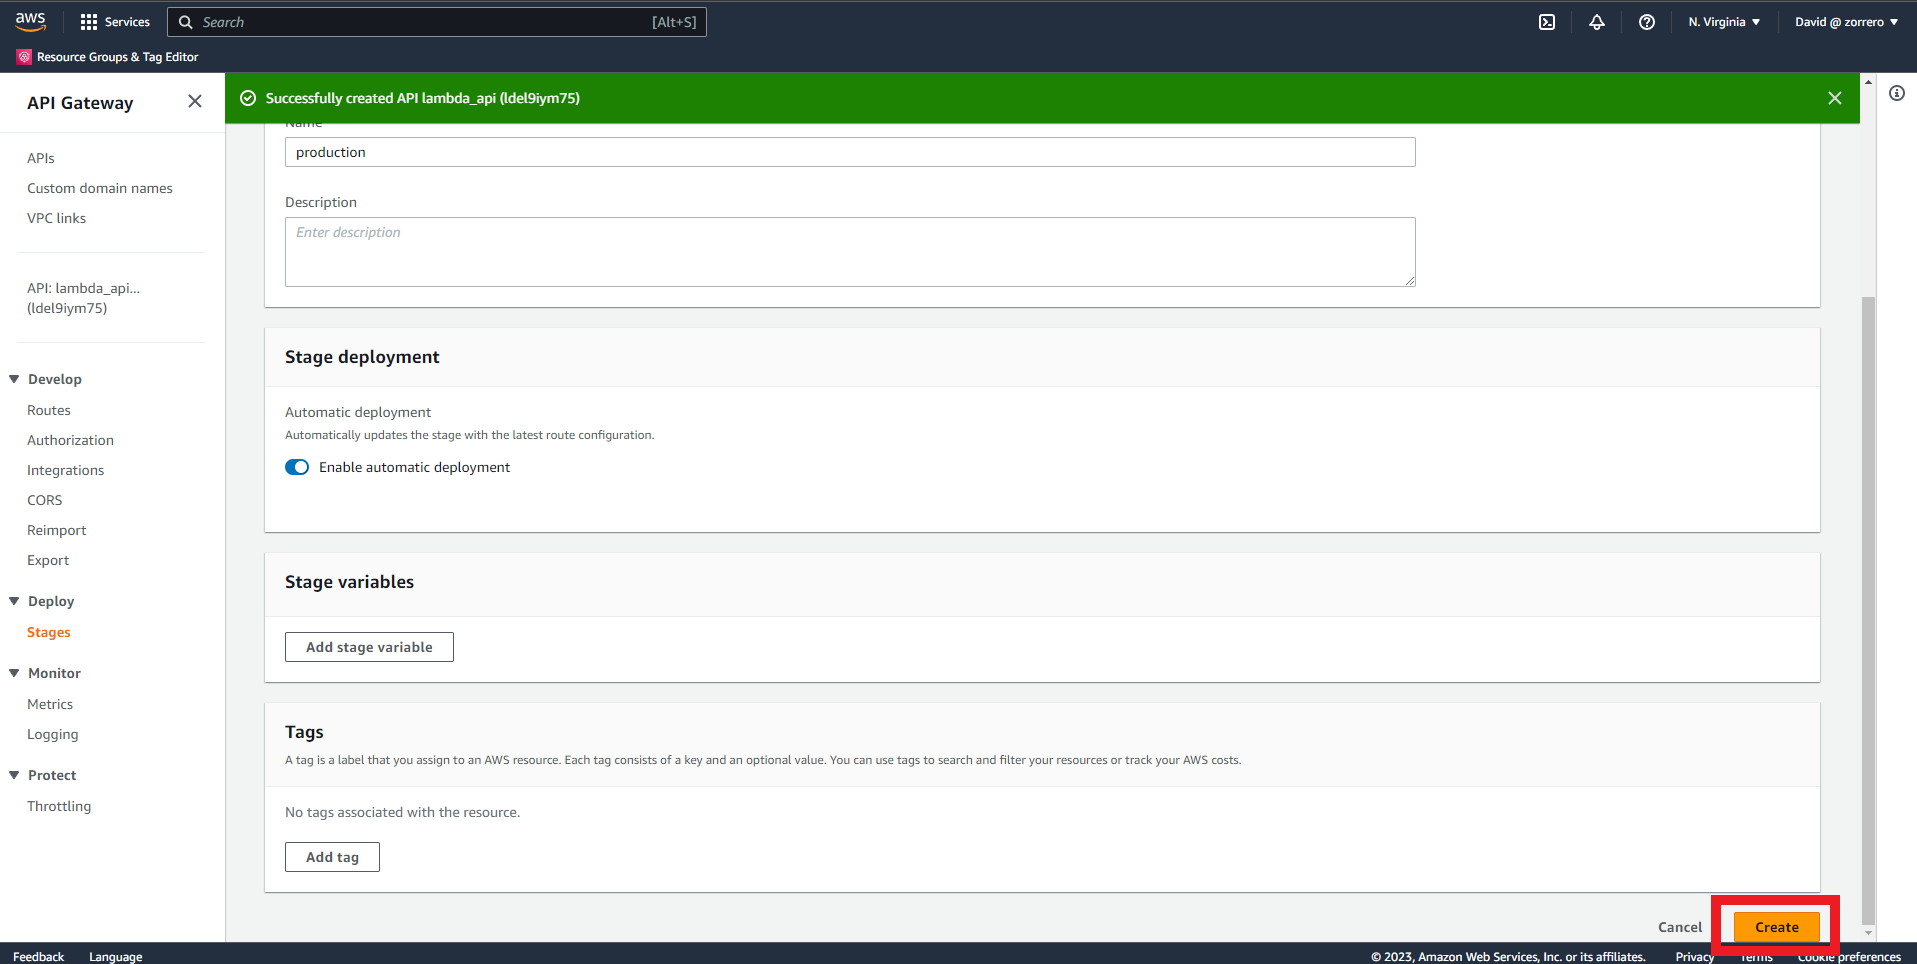 aws
Services
Search
[Alt+S]
N. Virginia
David @ zorrero
Resource Groups & Tag Editor
API Gateway
APIs
Custom domain names
VPC links
API: lambda_api...
(ldel9iym75)
Develop
Routes
Authorization
Integrations
CORS
Reimport
Export
Deploy
Stages
Monitor
Metrics
Logging
Protect
Throttling
Successfully created API lambda_api (ldel9iym75)
Name
production
Description
Enter description
Stage deployment
Automatic deployment
Automatically updates the stage with the latest route configuration.
Enable automatic deployment
Stage variables
Add stage variable
Tags
A tag is a label that you assign to an AWS resource. Each tag consists of a key and an optional value. You can use tags to search and filter your resources or track your AWS costs.
No tags associated with the resource.
Add tag
Cancel
Create
Feedback
Language
© 2023, Amazon Web Services, Inc. or its affiliates.
Privacy
Terms
Cookie preferences